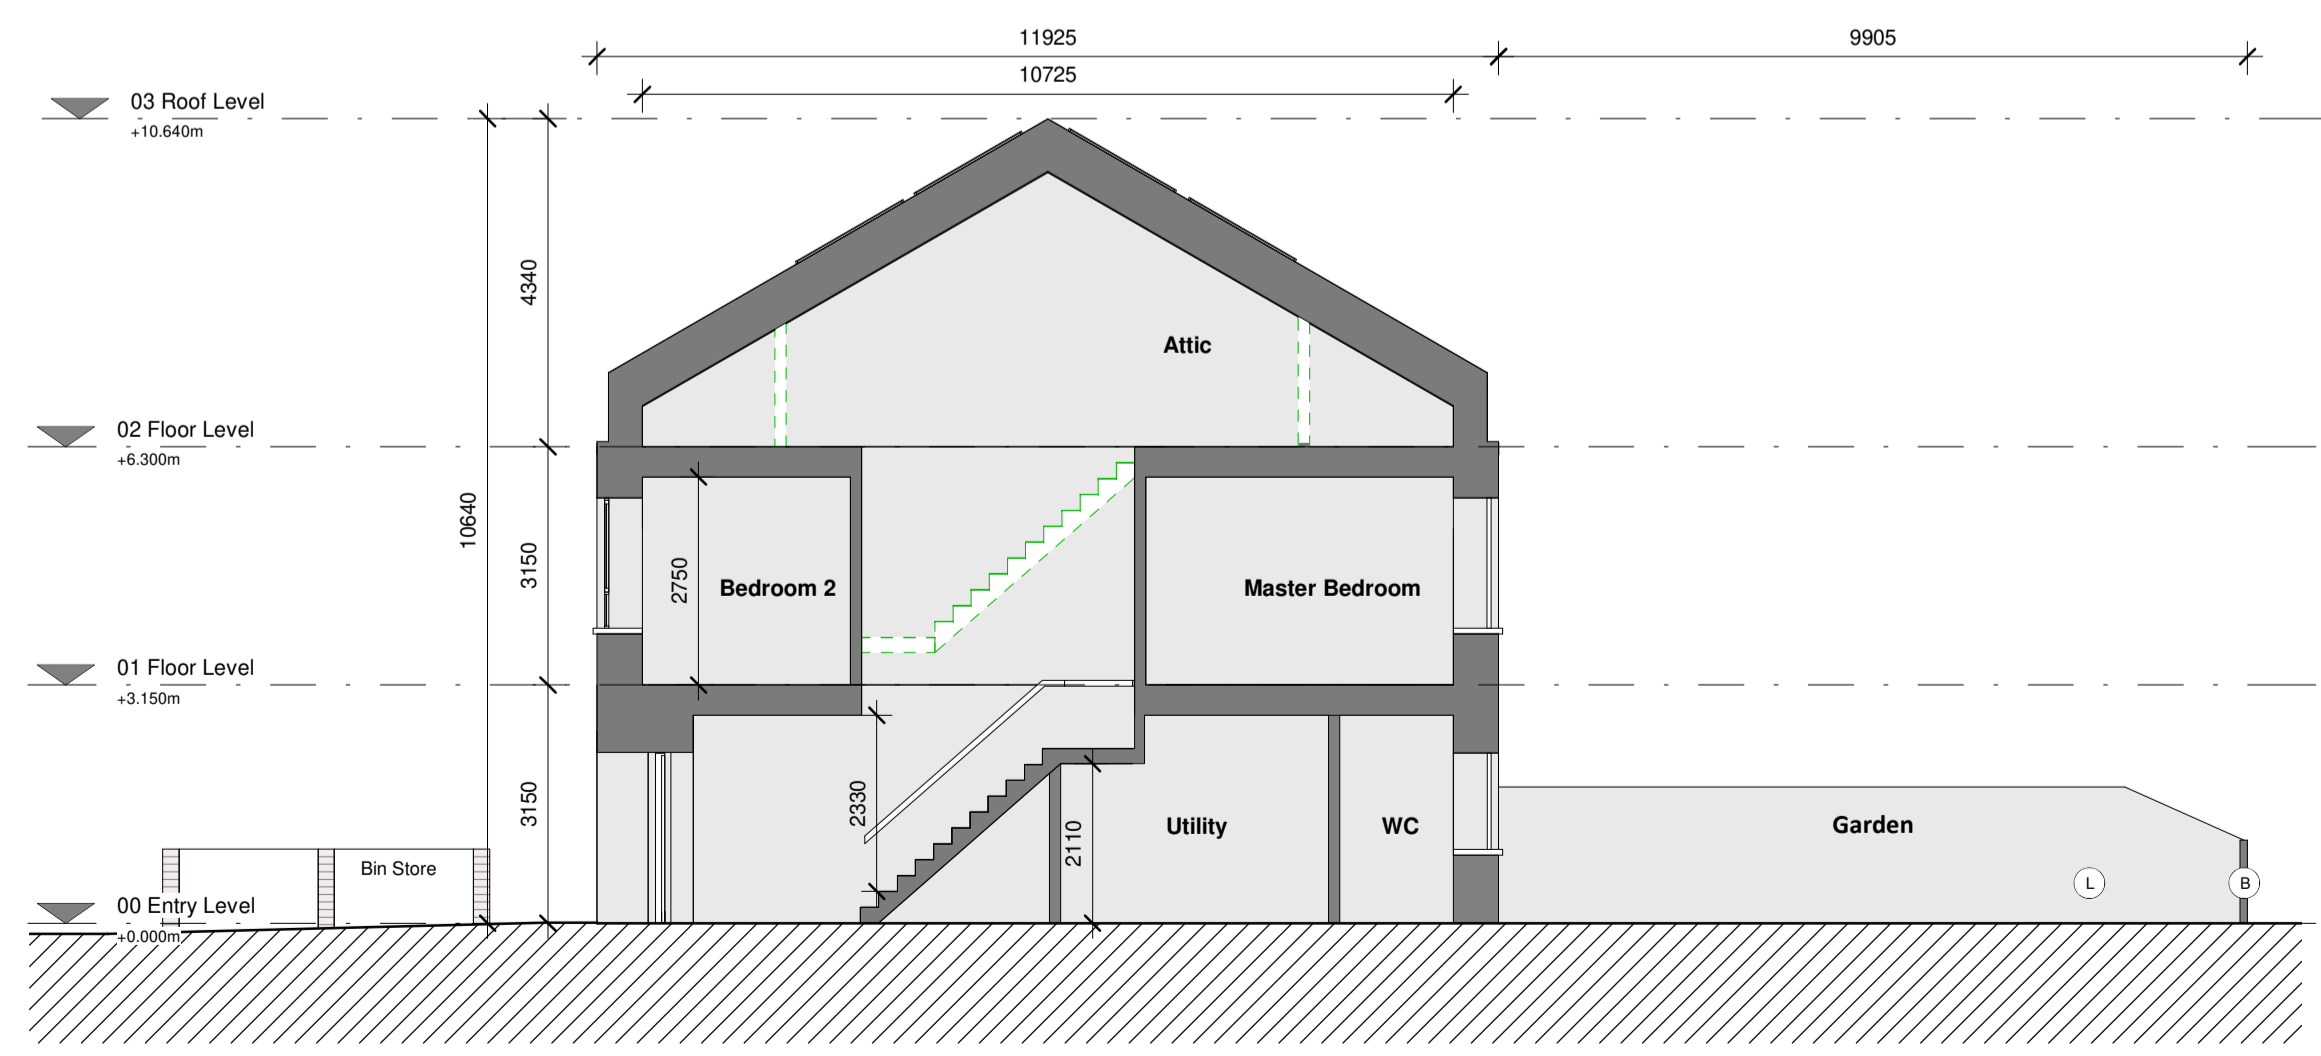 11925
9905
10725
03 Roof Level
+10.640m
4340
Attic
02 Floor Level
+6.300m
10640
3150
2750
Bedroom 2
Master Bedroom
01 Floor Level
+3.150m
3150
2330
2110
Utility
WC
Garden
Bin Store
L
B
00 Entry Level
+0.000m